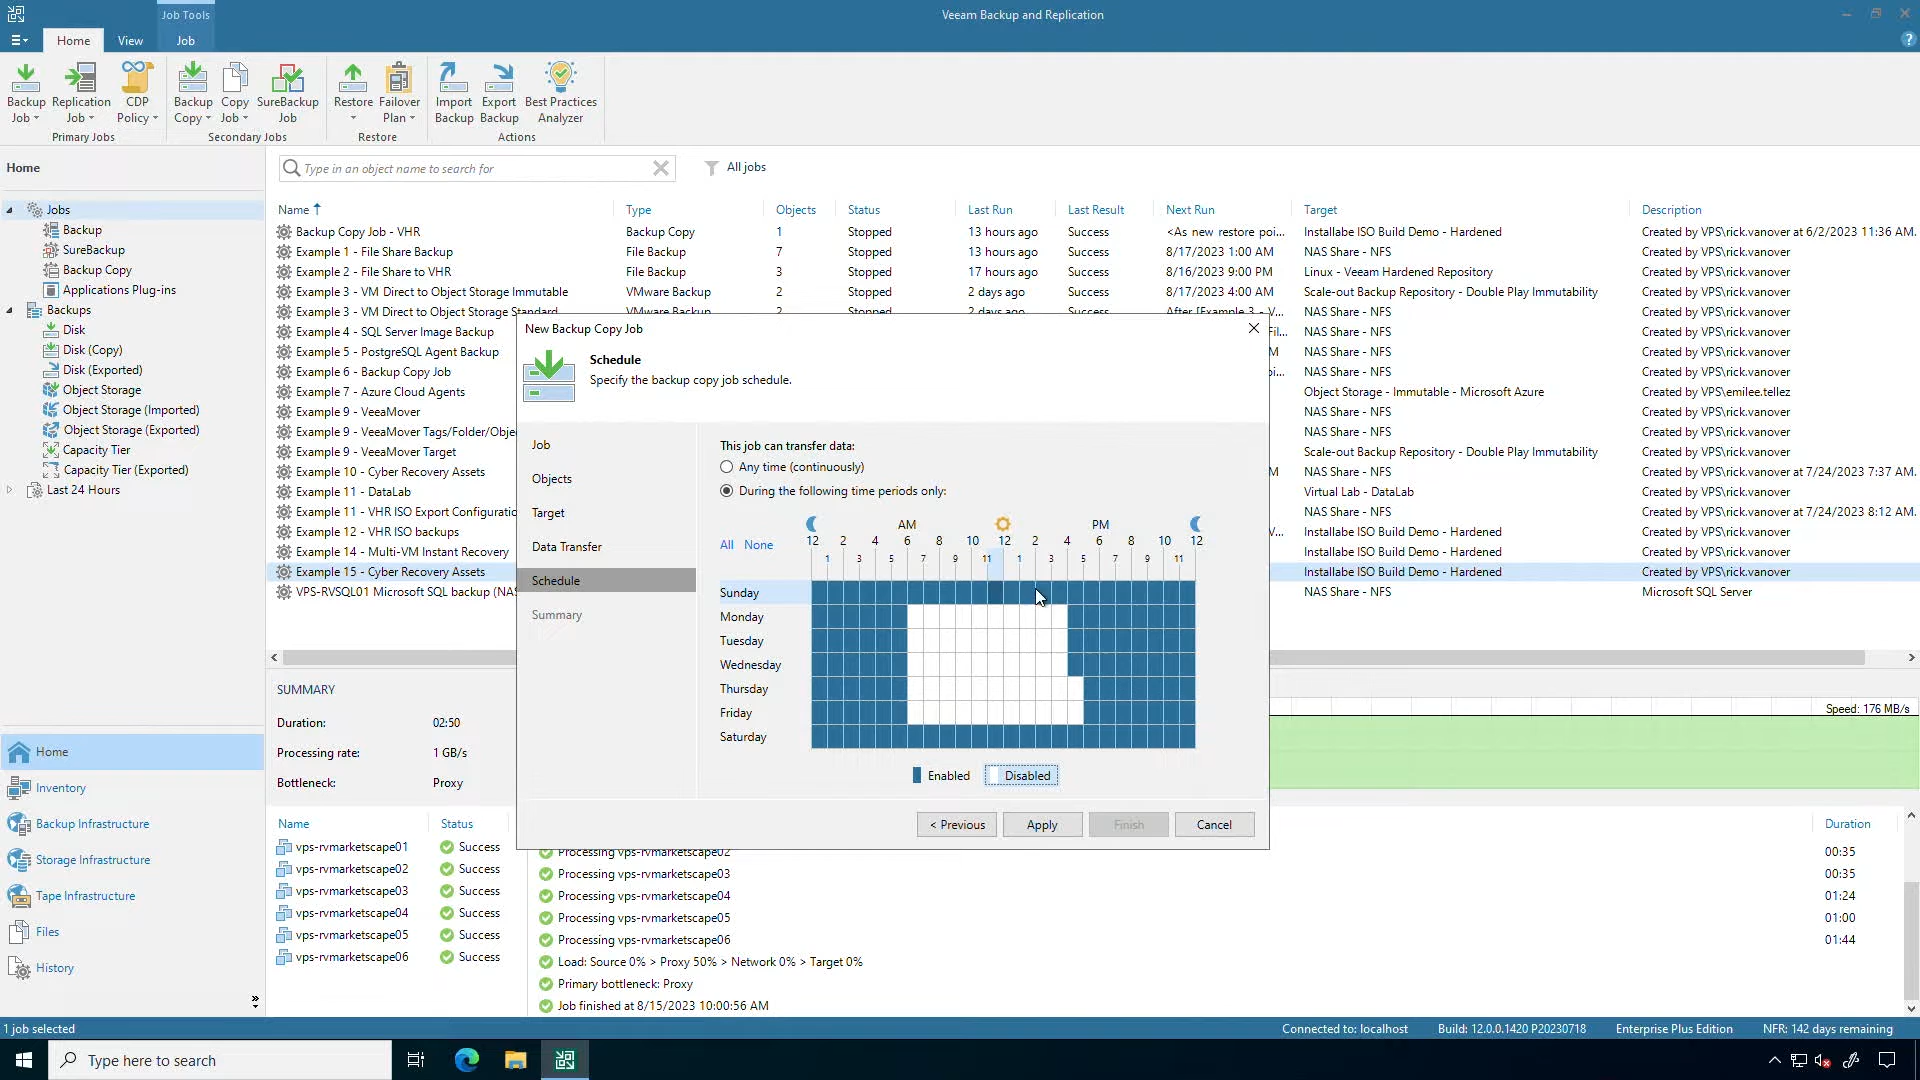 Job Tools
Veeam Backup and Replication
Home View Job
Backup Job Replication Job CDP Policy Backup Copy Copy Job SureBackup Job Restore Failover Plan Import Backup Export Backup Best Practices Analyzer
Primary Jobs Secondary Jobs Restore Actions
Home
Type in an object name to search for
All jobs
Jobs
Backup
SureBackup
Backup Copy
Applications Plug-ins
Backups
Disk
Disk (Copy)
Disk (Exported)
Object Storage
Object Storage (Imported)
Object Storage (Exported)
Capacity Tier
Capacity Tier (Exported)
Last 24 Hours
Home
Inventory
Backup Infrastructure
Storage Infrastructure
Tape Infrastructure
Files
History
Name Type Objects Status Last Run Last Result Next Run Target Description
Backup Copy Job - VHR Backup Copy 1 Stopped 13 hours ago Success <As new restore poi... Installabe ISO Build Demo - Hardened Created by VPS\rick.vanover at 6/2/2023 11:36 AM.
Example 1 - File Share Backup File Backup 7 Stopped 13 hours ago Success 8/17/2023 1:00 AM NAS Share - NFS Created by VPS\rick.vanover
Example 2 - File Share to VHR File Backup 3 Stopped 17 hours ago Success 8/16/2023 9:00 PM Linux - Veeam Hardened Repository Created by VPS\rick.vanover
Example 3 - VM Direct to Object Storage Immutable VMware Backup 2 Stopped 2 days ago Success 8/17/2023 4:00 AM Scale-out Backup Repository - Double Play Immutability Created by VPS\rick.vanover
Example 3 - VM Direct to Object Storage Standard VMware Backup 2 Stopped 2 days ago Success After [Example 3 - V... NAS Share - NFS Created by VPS\rick.vanover
Example 4 - SQL Server Image Backup Fil... NAS Share - NFS Created by VPS\rick.vanover
Example 5 - PostgreSQL Agent Backup M NAS Share - NFS Created by VPS\rick.vanover
Example 6 - Backup Copy Job oi... NAS Share - NFS Created by VPS\rick.vanover
Example 7 - Azure Cloud Agents Object Storage - Immutable - Microsoft Azure Created by VPS\emilee.tellez
Example 9 - VeeaMover NAS Share - NFS Created by VPS\rick.vanover
Example 9 - VeeaMover Tags/Folder/Obje NAS Share - NFS Created by VPS\rick.vanover
Example 9 - VeeaMover Target Scale-out Backup Repository - Double Play Immutability Created by VPS\rick.vanover
Example 10 - Cyber Recovery Assets M NAS Share - NFS Created by VPS\rick.vanover at 7/24/2023 7:37 AM.
Example 11 - DataLab Virtual Lab - DataLab Created by VPS\rick.vanover
Example 11 - VHR ISO Export Configuratio NAS Share - NFS Created by VPS\rick.vanover at 7/24/2023 8:12 AM.
Example 12 - VHR ISO backups V... Installabe ISO Build Demo - Hardened Created by VPS\rick.vanover
Example 14 - Multi-VM Instant Recovery Installabe ISO Build Demo - Hardened Created by VPS\rick.vanover
Example 15 - Cyber Recovery Assets Installabe ISO Build Demo - Hardened Created by VPS\rick.vanover
VPS-RVSQL01 Microsoft SQL backup (NAS NAS Share - NFS Microsoft SQL Server
New Backup Copy Job
Schedule
Specify the backup copy job schedule.
Job
Objects
Target
Data Transfer
Schedule
Summary
This job can transfer data:
Any time (continuously)
During the following time periods only:
AM PM
All None
12 2 4 6 8 10 12 2 4 6 8 10 12
1 3 5 7 9 11 1 3 5 7 9 11
Sunday
Monday
Tuesday
Wednesday
Thursday
Friday
Saturday
Enabled Disabled
< Previous Apply Finish Cancel
SUMMARY
Duration: 02:50
Processing rate: 1 GB/s
Bottleneck: Proxy
Speed: 176 MB/s
Name Status
vps-rvmarketscape01 Success
vps-rvmarketscape02 Success
vps-rvmarketscape03 Success
vps-rvmarketscape04 Success
vps-rvmarketscape05 Success
vps-rvmarketscape06 Success
Duration
Processing vps-rvmarketscape02 00:35
Processing vps-rvmarketscape03 00:35
Processing vps-rvmarketscape04 01:24
Processing vps-rvmarketscape05 01:00
Processing vps-rvmarketscape06 01:44
Load: Source 0% > Proxy 50% > Network 0% > Target 0%
Primary bottleneck: Proxy
Job finished at 8/15/2023 10:00:56 AM
1 job selected
Connected to: localhost Build: 12.0.0.1420 P20230718 Enterprise Plus Edition NFR: 142 days remaining
Type here to search